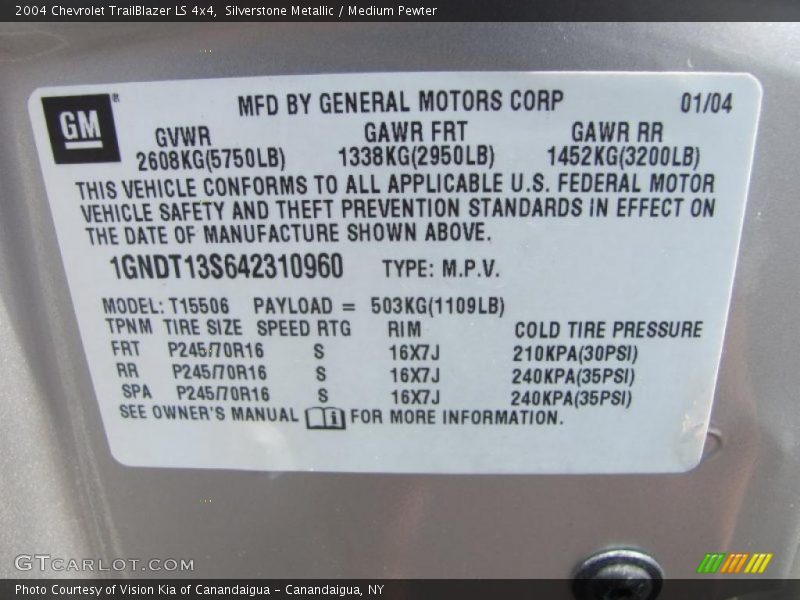 2004 Chevrolet TrailBlazer LS 4x4, Silverstone Metallic / Medium Pewter
GM® MFD BY GENERAL MOTORS CORP 01/04
GVWR GAWR FRT GAWR RR
2608KG(5750LB) 1338KG(2950LB) 1452KG(3200LB)
THIS VEHICLE CONFORMS TO ALL APPLICABLE U.S. FEDERAL MOTOR
VEHICLE SAFETY AND THEFT PREVENTION STANDARDS IN EFFECT ON
THE DATE OF MANUFACTURE SHOWN ABOVE.
1GNDT13S642310960 TYPE: M.P.V.
MODEL: T15506 PAYLOAD = 503KG(1109LB)
TPNM TIRE SIZE SPEED RTG RIM COLD TIRE PRESSURE
FRT P245/70R16 S 16X7J 210KPA(30PSI)
RR P245/70R16 S 16X7J 240KPA(35PSI)
SPA P245/70R16 S 16X7J 240KPA(35PSI)
SEE OWNER'S MANUAL i FOR MORE INFORMATION.
GTCARLOT.COM
Photo Courtesy of Vision Kia of Canandaigua – Canandaigua, NY